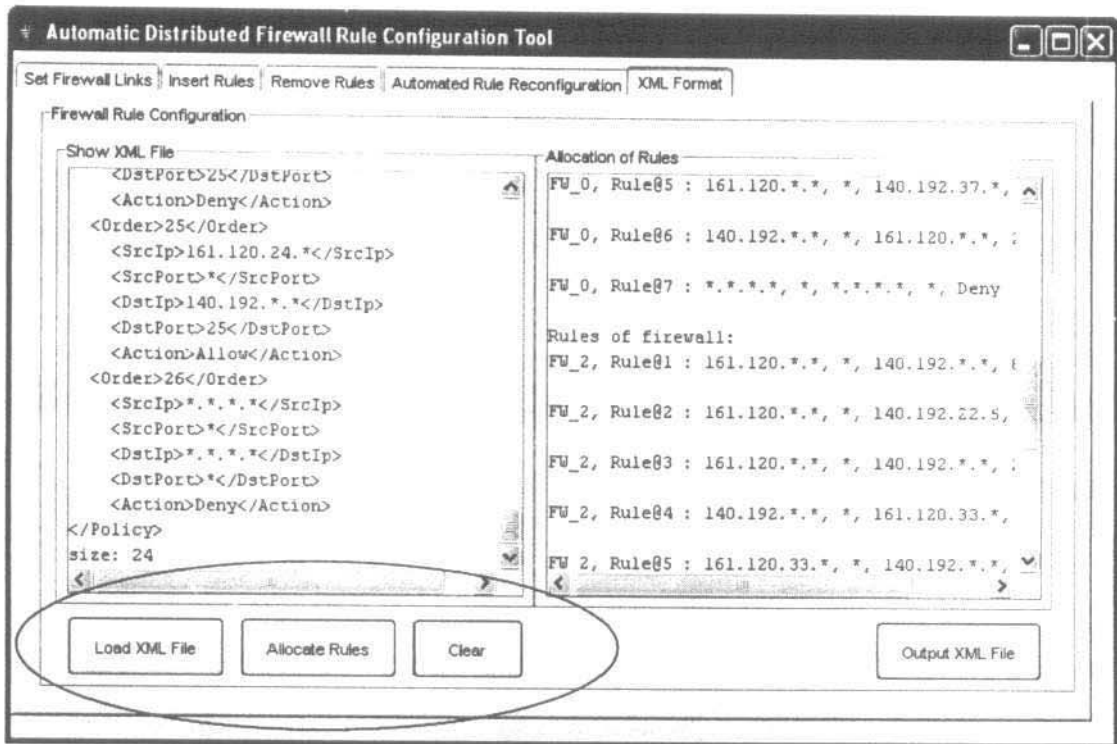 Automatic Distributed Firewall Rule Configuration Tool
Set Firewall Links
Insert Rules
Remove Rules
Automated Rule Reconfiguration
XML Format
Firewall Rule Configuration
Show XML File
<DstPort>25</DstPort>
<Action>Deny</Action>
<Order>25</Order>
<SrcIp>161.120.24.*</SrcIp>
<SrcPort>*</SrcPort>
<DstIp>140.192.*.*</DstIp>
<DstPort>25</DstPort>
<Action>Allow</Action>
<Order>26</Order>
<SrcIp>*.*.*.*</SrcIp>
<SrcPort>*</SrcPort>
<DstIp>*.*.*.*</DstIp>
<DstPort>*</DstPort>
<Action>Deny</Action>
</Policy>
size: 24
Allocation of Rules
FW_0, Rule@5 : 161.120.*.*, *, 140.192.37.*,
FW_0, Rule@6 : 140.192.*.*, *, 161.120.*.*,
FW_0, Rule@7 : *.*.*.*, *, *.*.*.*, *, Deny
Rules of firewall:
FW_2, Rule@1 : 161.120.*.*, *, 140.192.*.*,
FW_2, Rule@2 : 161.120.*.*, *, 140.192.22.5,
FW_2, Rule@3 : 161.120.*.*, *, 140.192.*.*,
FW_2, Rule@4 : 140.192.*.*, *, 161.120.33.*,
FW_2, Rule@5 : 161.120.33.*, *, 140.192.*.*,
Load XML File
Allocate Rules
Clear
Output XML File